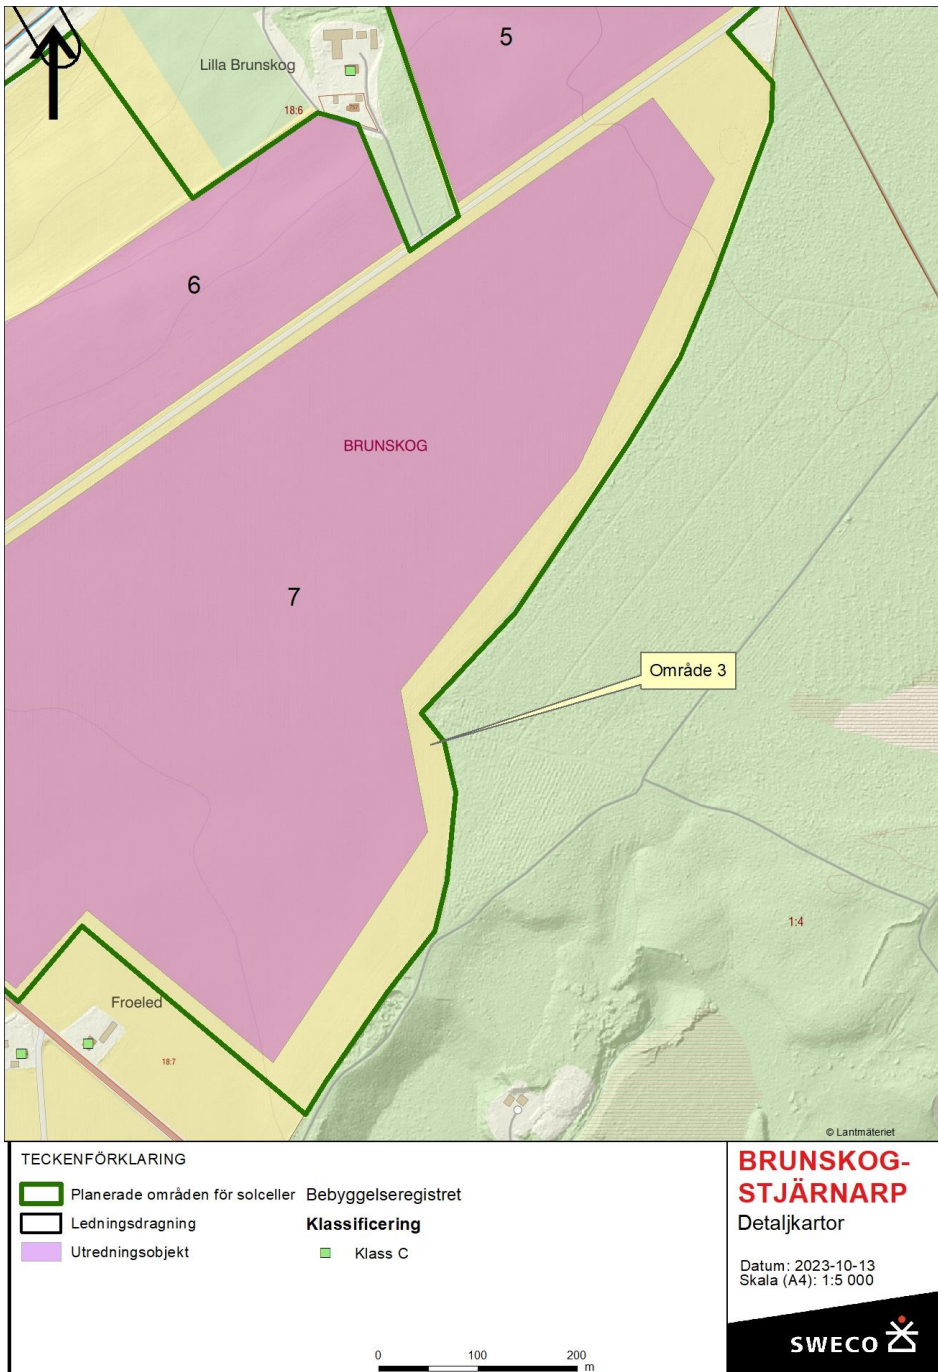 5
Lilla Brunskog
18:6
6
BRUNSKOG
7
Område 3
1:4
Froeled
18:7
© Lantmäteriet
TECKENFÖRKLARING
Planerade områden för solceller
Ledningsdragning
Utredningsobjekt
Bebyggelseregistret
Klassificering
Klass C
0 100 200
m
BRUNSKOG-
STJÄRNARP
Detaljkartor
Datum: 2023-10-13
Skala (A4): 1:5 000
SWECO